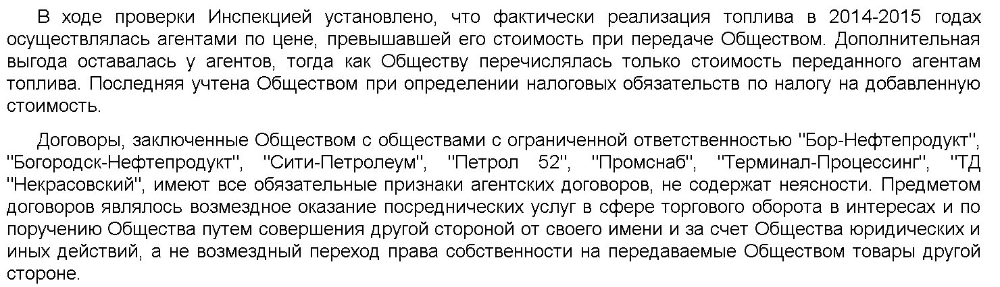 В ходе проверки Инспекцией установлено, что фактически реализация топлива в 2014-2015 годах
осуществлялась агентами по цене, превышавшей его стоимость при передаче Обществом. Дополнительная
выгода оставалась у агентов, тогда как Обществу перечислялась только стоимость переданного агентам
топлива. Последняя учтена Обществом при определении налоговых обязательств по налогу на добавленную
стоимость.
Договоры, заключенные Обществом с обществами с ограниченной ответственностью "Бор-Нефтепродукт",
"Богородск-Нефтепродукт", "Сити-Петролеум", "Петрол 52", "Промснаб", "Терминал-Процессинг", "ТД
"Некрасовский", имеют все обязательные признаки агентских договоров, не содержат неясности. Предметом
договоров являлось возмездное оказание посреднических услуг в сфере торгового оборота в интересах и по
поручению Общества путем совершения другой стороной от своего имени и за счет Общества юридических и
иных действий, а не возмездный переход права собственности на передаваемые Обществом товары другой
стороне.